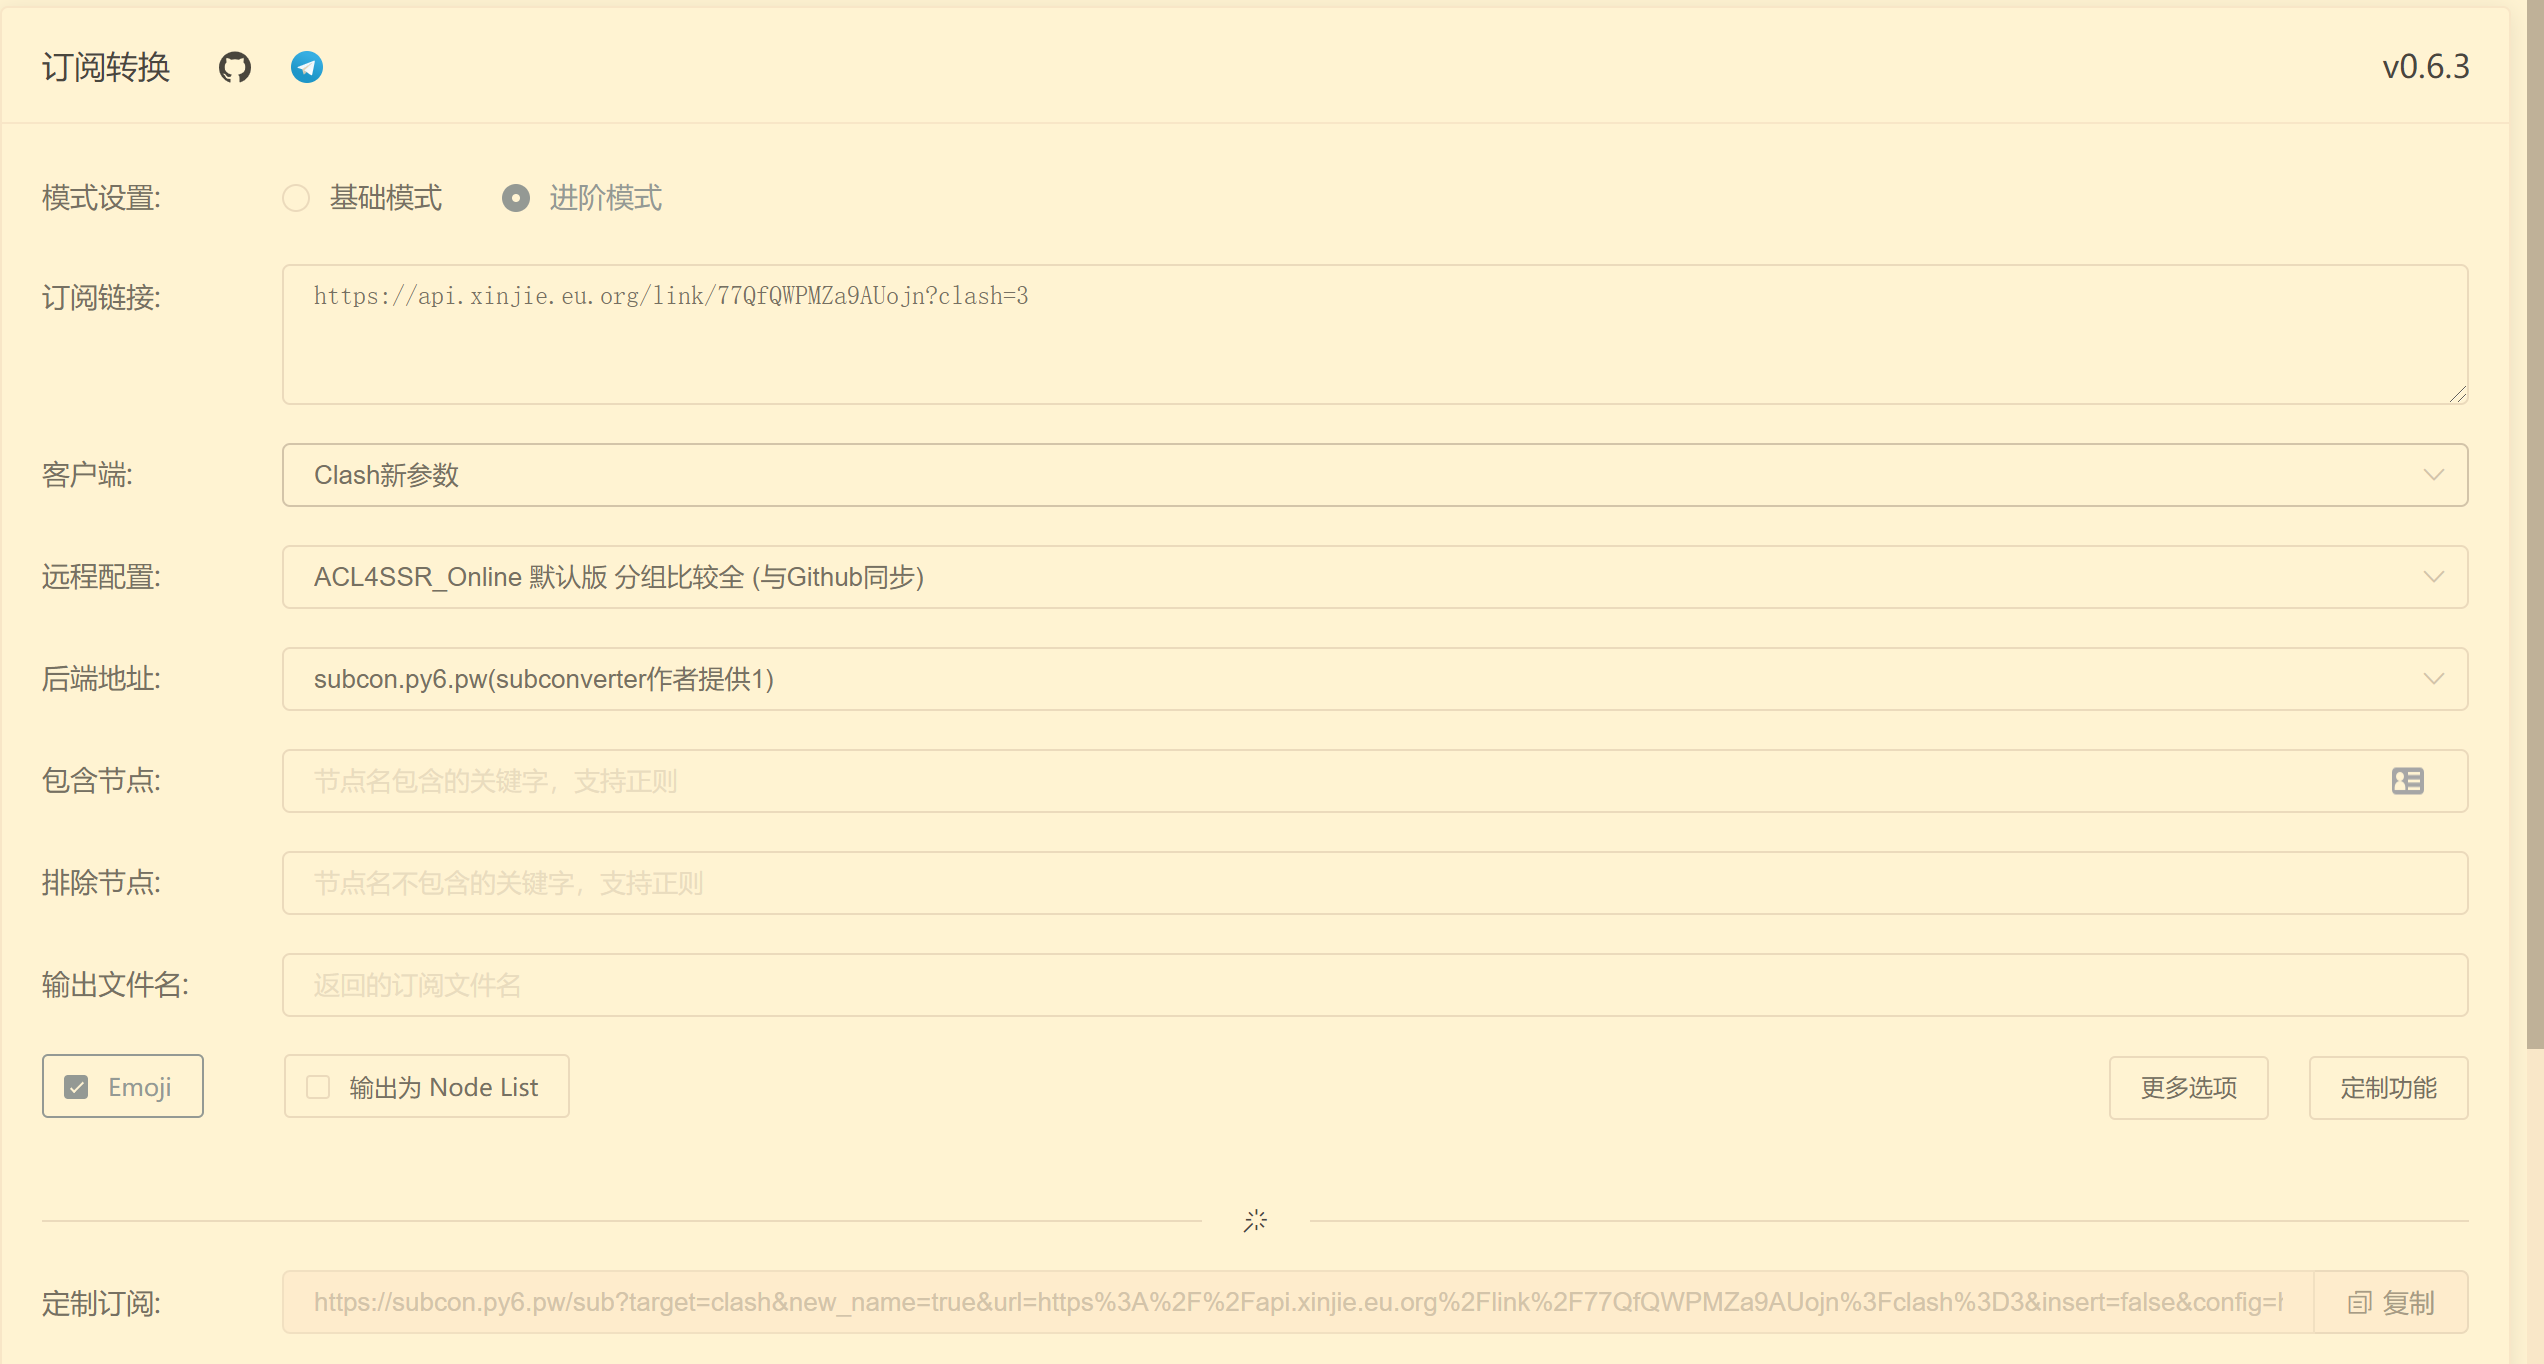 订阅转换 v0.6.3
模式设置: 基础模式 进阶模式
订阅链接: https://api.xinjie.eu.org/link/77QfQWPMZa9AUojn?clash=3
客户端: Clash新参数
远程配置: ACL4SSR_Online 默认版 分组比较全 (与Github同步)
后端地址: subcon.py6.pw(subconverter作者提供1)
包含节点: 节点名包含的关键字，支持正则
排除节点: 节点名不包含的关键字，支持正则
输出文件名: 返回的订阅文件名
Emoji 输出为 Node List 更多选项 定制功能
定制订阅: https://subcon.py6.pw/sub?target=clash&new_name=true&url=https%3A%2F%2Fapi.xinjie.eu.org%2Flink%2F77QfQWPMZa9AUojn%3Fclash%3D3&insert=false&config=h 复制